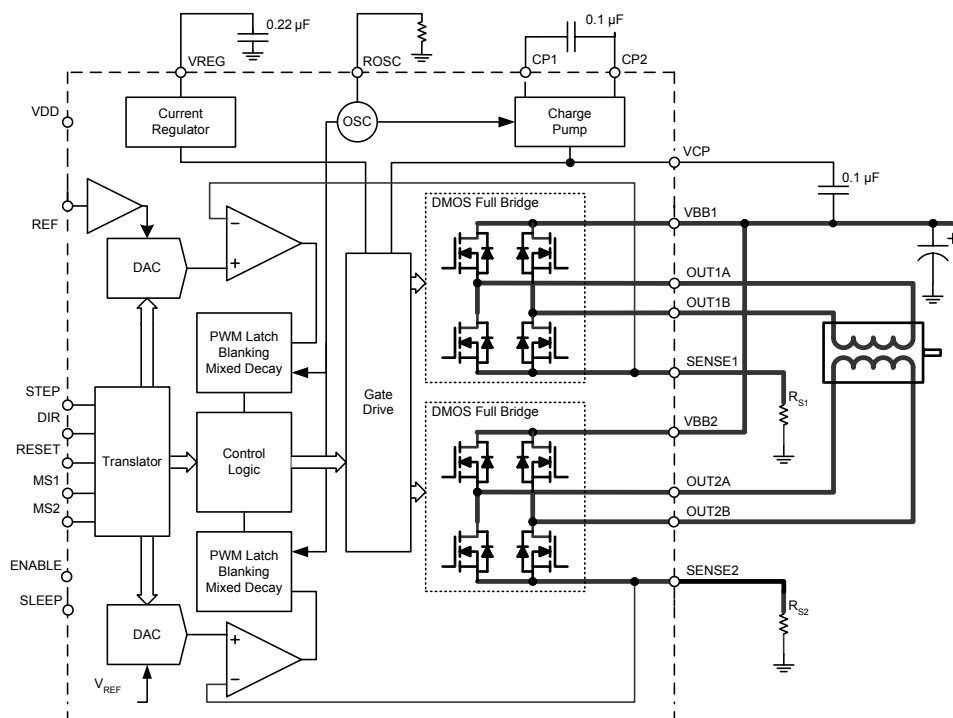 0.22 µF
0.1 µF
VREG
ROSC
CP1
CP2
VDD
Current
Regulator
OSC
Charge
Pump
VCP
0.1 µF
REF
DAC
−
+
DMOS Full Bridge
VBB1
+
OUT1A
OUT1B
PWM Latch
Blanking
Mixed Decay
SENSE1
RS1
STEP
DIR
RESET
MS1
MS2
Translator
Control
Logic
Gate
Drive
DMOS Full Bridge
VBB2
OUT2A
OUT2B
PWM Latch
Blanking
Mixed Decay
ENABLE
SLEEP
SENSE2
RS2
DAC
+
−
VREF